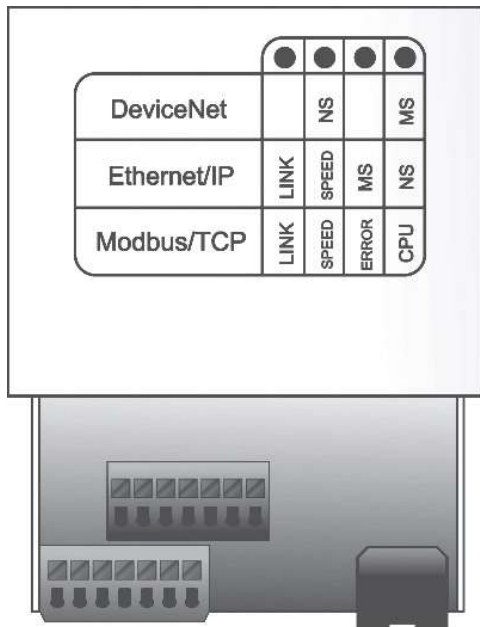 DeviceNet NS MS
Ethernet/IP LINK SPEED MS NS
Modbus/TCP LINK SPEED ERROR CPU